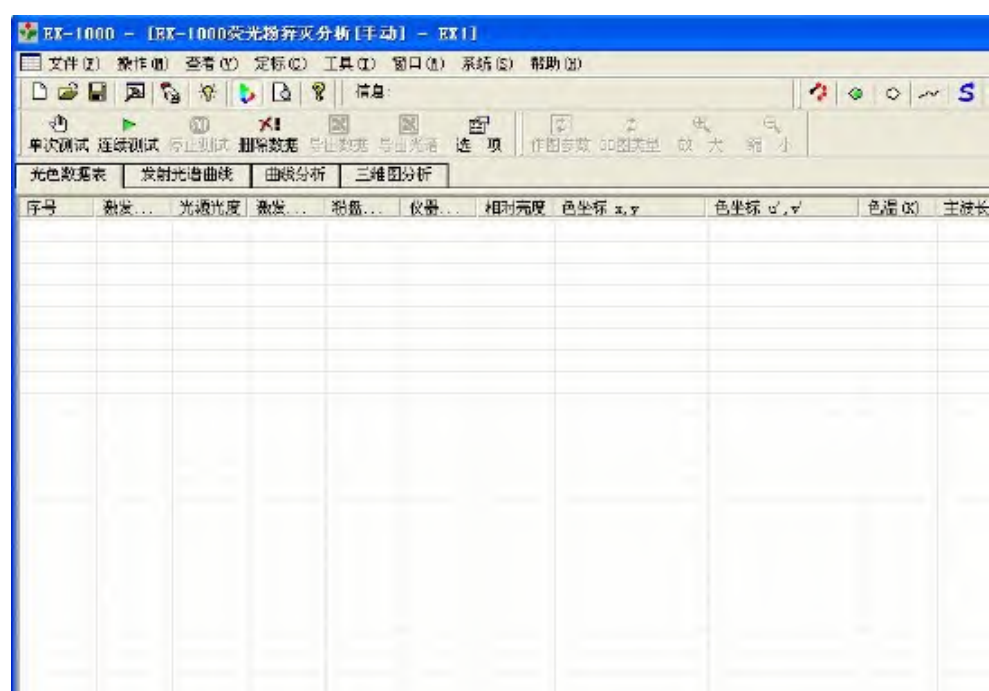 EX-1000 - [EX-1000荧光粉猝灭分析[手动] - EX1]
文件(F) 操作(M) 查看(V) 定标(C) 工具(T) 窗口(W) 系统(S) 帮助(H)
信息:
单次测试 连续测试 停止测试 删除数据 导出数据 导出光谱 选 项 作图参数 3D图类型 放 大 缩 小
光色数据表 发射光谱曲线 曲线分析 三维图分析
序号 激发... 光源光度 激发... 粉盘... 仪器... 相对亮度 色坐标 x,y 色坐标 u',v' 色温(K) 主波长